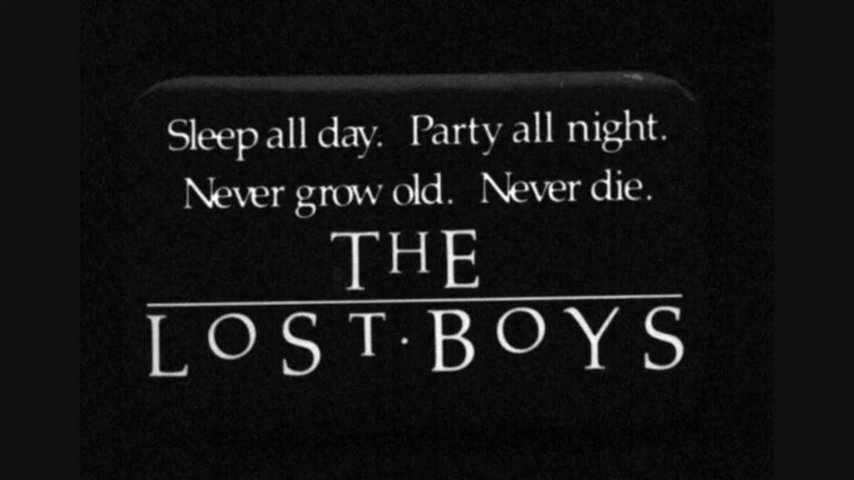 Sleep all day. Party all night.
Never grow old. Never die.
THE
LOST·BOYS